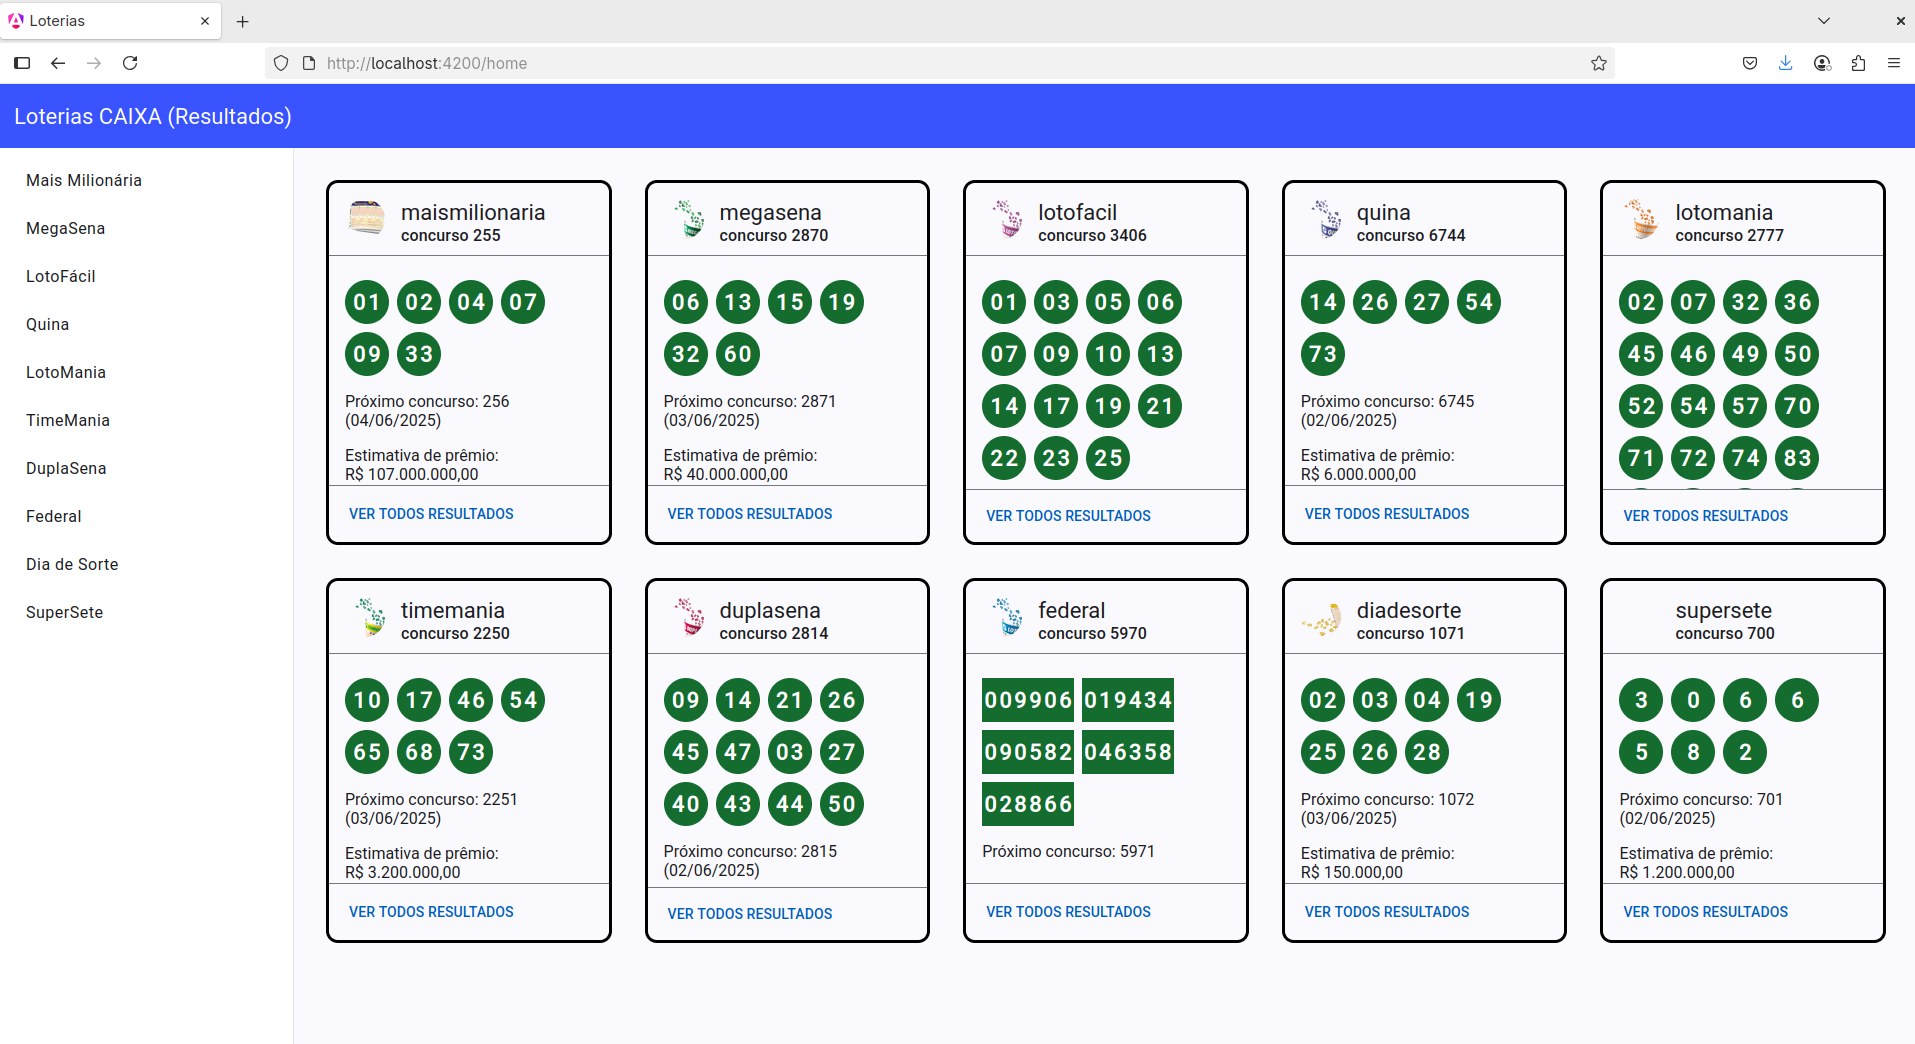 Loterias
http://localhost:4200/home
Loterias CAIXA (Resultados)
Mais Milionária
MegaSena
LotoFácil
Quina
LotoMania
TimeMania
DuplaSena
Federal
Dia de Sorte
SuperSete
maismilionaria
concurso 255
01 02 04 07
09 33
Próximo concurso: 256
(04/06/2025)
Estimativa de prêmio:
R$ 107.000.000,00
VER TODOS RESULTADOS
megasena
concurso 2870
06 13 15 19
32 60
Próximo concurso: 2871
(03/06/2025)
Estimativa de prêmio:
R$ 40.000.000,00
VER TODOS RESULTADOS
lotofacil
concurso 3406
01 03 05 06
07 09 10 13
14 17 19 21
22 23 25
VER TODOS RESULTADOS
quina
concurso 6744
14 26 27 54
73
Próximo concurso: 6745
(02/06/2025)
Estimativa de prêmio:
R$ 6.000.000,00
VER TODOS RESULTADOS
lotomania
concurso 2777
02 07 32 36
45 46 49 50
52 54 57 70
71 72 74 83
VER TODOS RESULTADOS
timemania
concurso 2250
10 17 46 54
65 68 73
Próximo concurso: 2251
(03/06/2025)
Estimativa de prêmio:
R$ 3.200.000,00
VER TODOS RESULTADOS
duplasena
concurso 2814
09 14 21 26
45 47 03 27
40 43 44 50
Próximo concurso: 2815
(02/06/2025)
VER TODOS RESULTADOS
federal
concurso 5970
009906 019434
090582 046358
028866
Próximo concurso: 5971
VER TODOS RESULTADOS
diadesorte
concurso 1071
02 03 04 19
25 26 28
Próximo concurso: 1072
(03/06/2025)
Estimativa de prêmio:
R$ 150.000,00
VER TODOS RESULTADOS
supersete
concurso 700
3 0 6 6
5 8 2
Próximo concurso: 701
(02/06/2025)
Estimativa de prêmio:
R$ 1.200.000,00
VER TODOS RESULTADOS